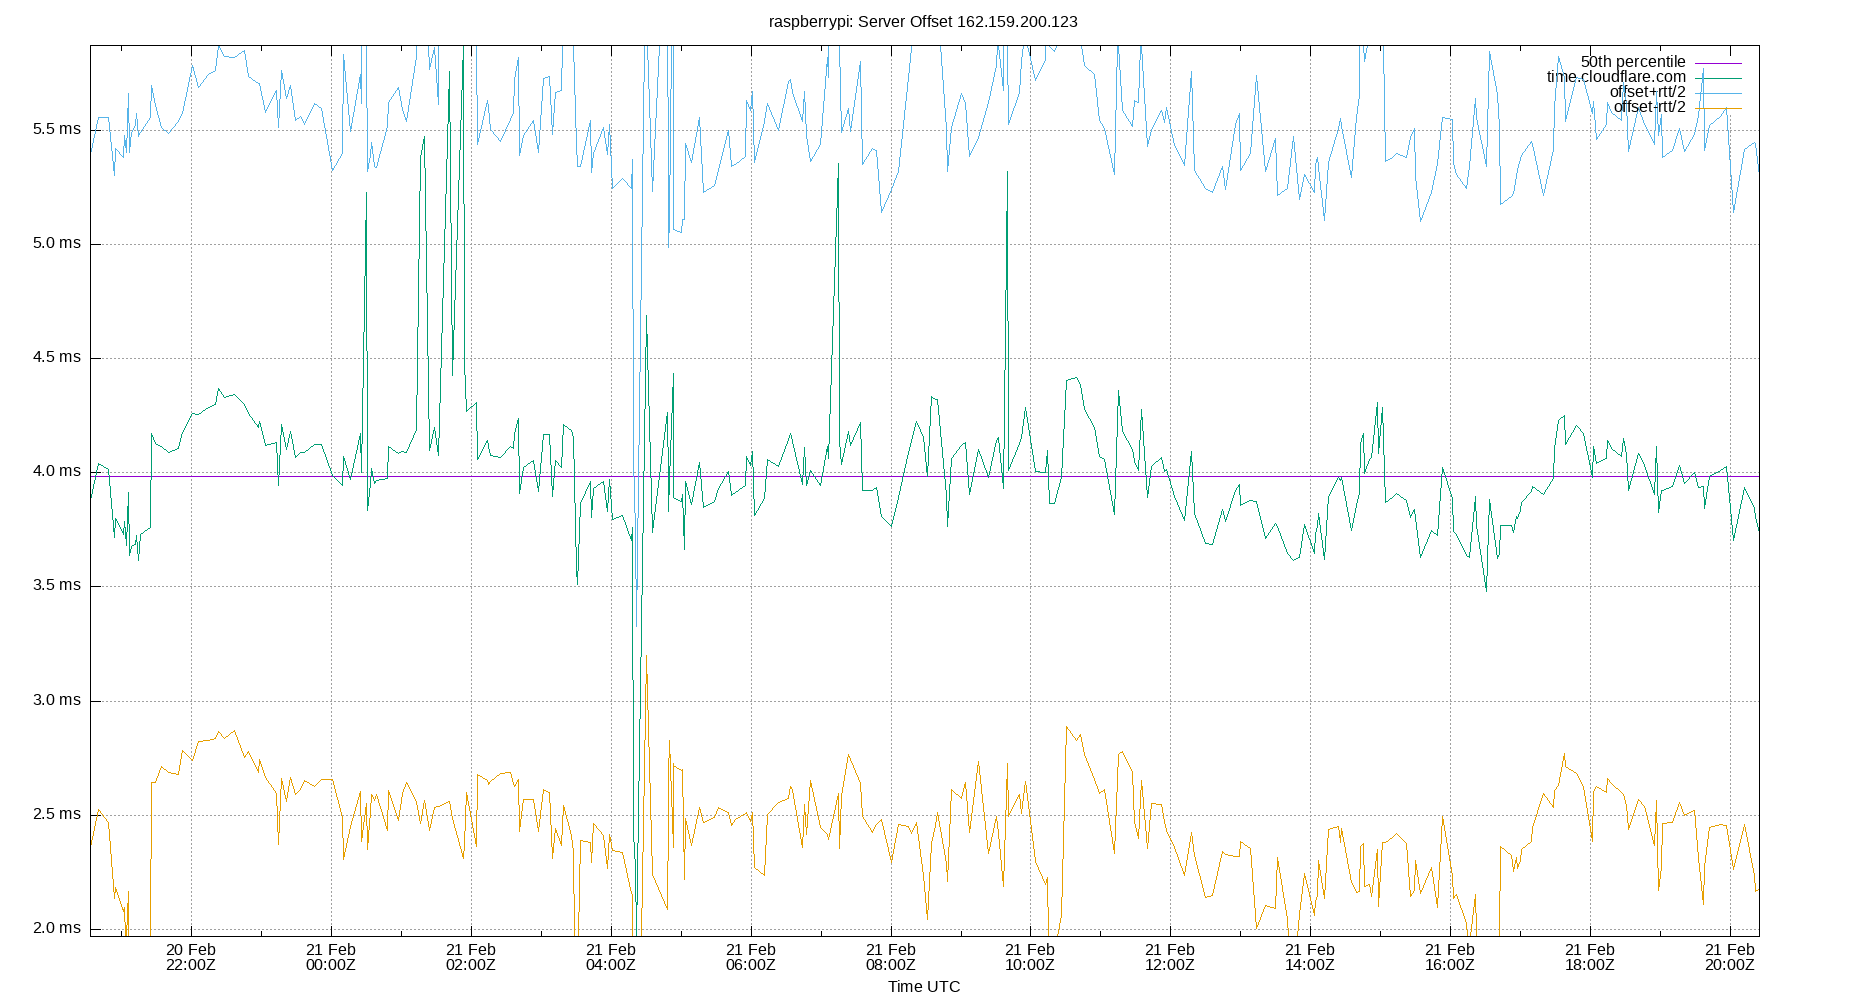 raspberrypi: Server Offset 162.159.200.123
50th percentile
time.cloudflare.com
offset+rtt/2
offset-rtt/2
5.5 ms
5.0 ms
4.5 ms
4.0 ms
3.5 ms
3.0 ms
2.5 ms
2.0 ms
20 Feb 21 Feb 21 Feb 21 Feb 21 Feb 21 Feb 21 Feb 21 Feb 21 Feb 21 Feb 21 Feb 21 Feb
22:00Z 00:00Z 02:00Z 04:00Z 06:00Z 08:00Z 10:00Z 12:00Z 14:00Z 16:00Z 18:00Z 20:00Z
Time UTC